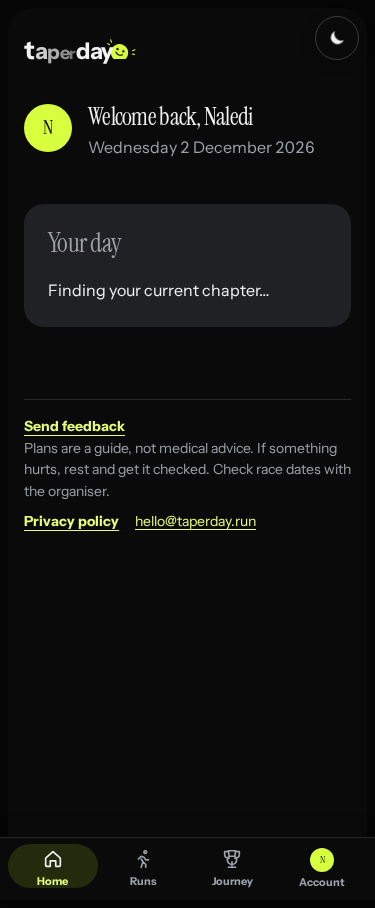 taperday
N
Welcome back, Naledi
Wednesday 2 December 2026
Your day
Finding your current chapter...
Send feedback
Plans are a guide, not medical advice. If something
hurts, rest and get it checked. Check race dates with
the organiser.
Privacy policy hello@taperday.run
N
Home Runs Journey Account